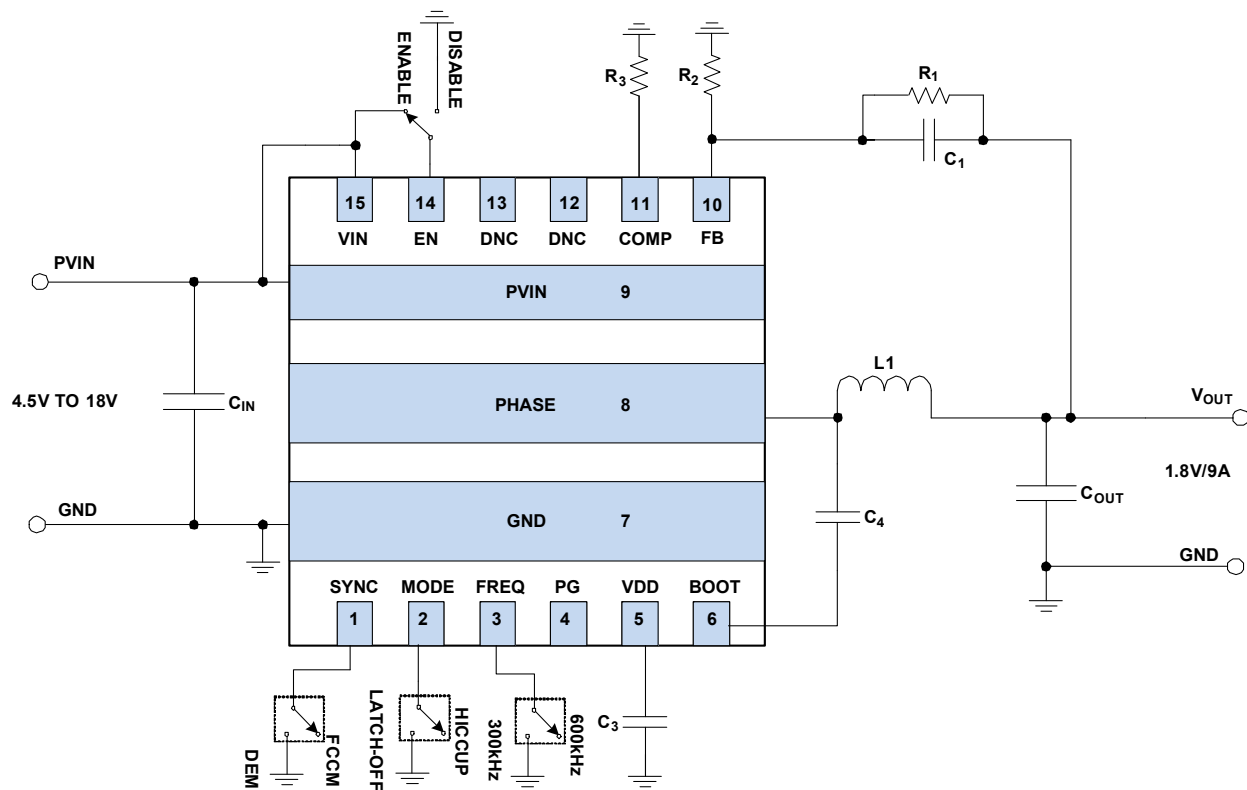 DISABLE
ENABLE
R3
R2
R1
C1
15
14
13
12
11
10
VIN
EN
DNC
DNC
COMP
FB
PVIN
PVIN 9
L1
4.5V TO 18V
CIN
PHASE 8
VOUT
1.8V/9A
COUT
GND
GND 7
C4
GND
SYNC
MODE
FREQ
PG
VDD
BOOT
1
2
3
4
5
6
DEM
FCCM
LATCH-OFF
HICCUP
300kHz
600kHz
C3